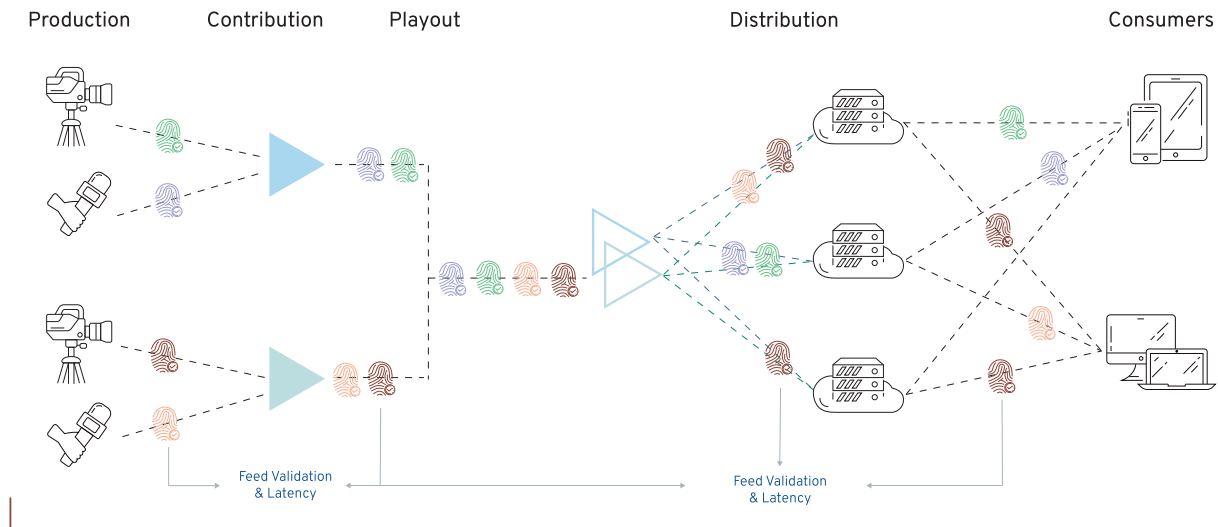 Production
Contribution
Playout
Distribution
Consumers
Feed Validation
& Latency
Feed Validation
& Latency